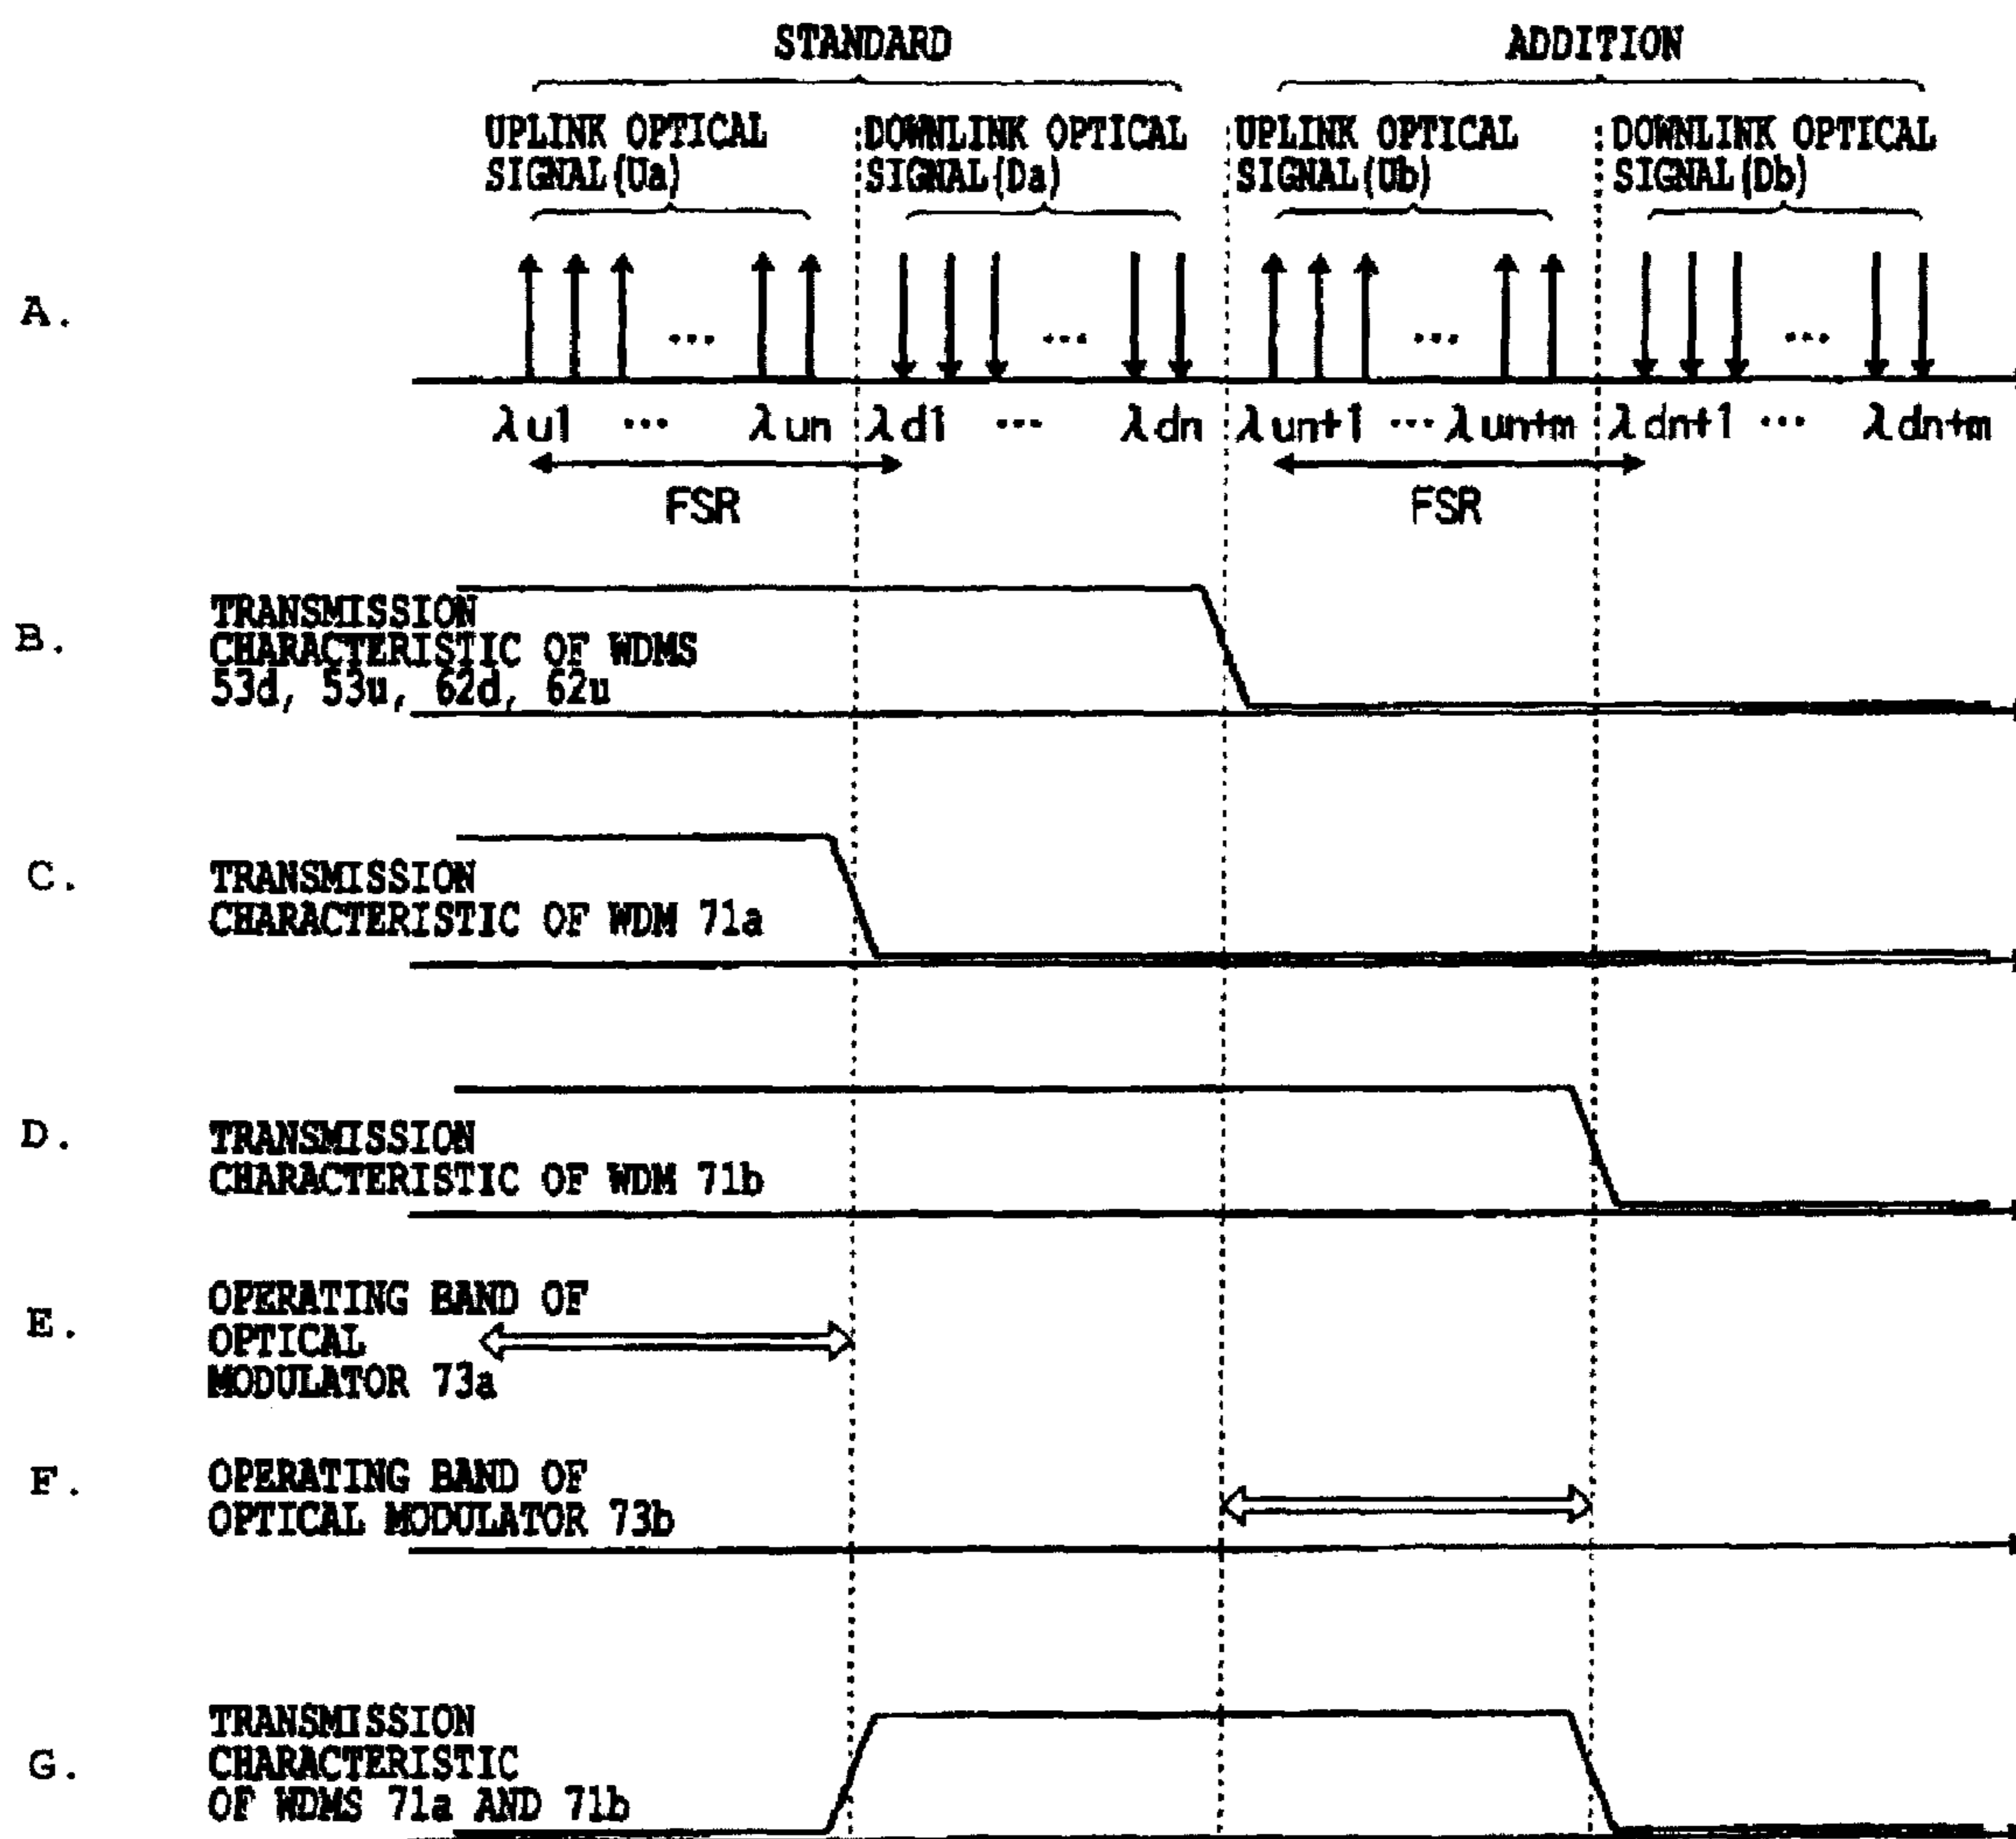 STANDARD ADDITION
UPLINK OPTICAL SIGNAL(Ua)
DOWNLINK OPTICAL SIGNAL(Da)
UPLINK OPTICAL SIGNAL(Ub)
DOWNLINK OPTICAL SIGNAL(Db)
A.
... ... ... ...
λu1 ... λun λd1 ... λdn λun+1 ... λun+m λdn+1 ... λdn+m
FSR FSR
B.
TRANSMISSION
CHARACTERISTIC OF WDMS
53d, 53u, 62d, 62u
C.
TRANSMISSION
CHARACTERISTIC OF WDM 71a
D.
TRANSMISSION
CHARACTERISTIC OF WDM 71b
E.
OPERATING BAND OF
OPTICAL
MODULATOR 73a
F.
OPERATING BAND OF
OPTICAL MODULATOR 73b
G.
TRANSMISSION
CHARACTERISTIC
OF WDMS 71a AND 71b